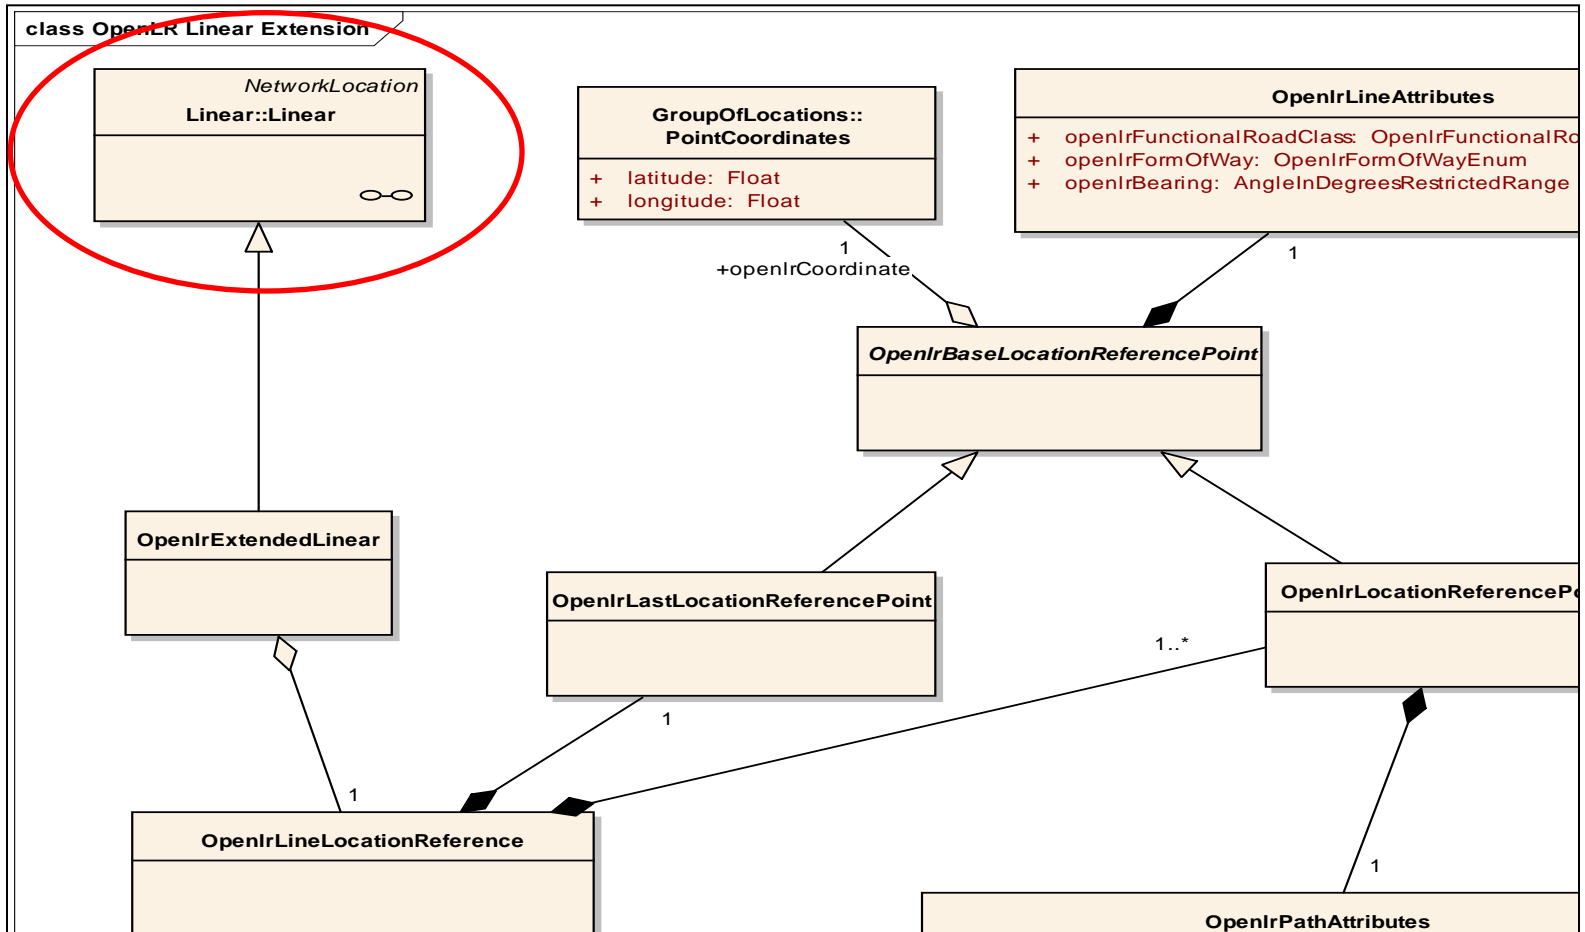 class OpenLR Linear Extension
NetworkLocation
Linear::Linear
GroupOfLocations::
PointCoordinates
+ latitude: Float
+ longitude: Float
OpenlrLineAttributes
+ openlrFunctionalRoadClass: OpenlrFunctionalRo
+ openlrFormOfWay: OpenlrFormOfWayEnum
+ openlrBearing: AngleInDegreesRestrictedRange
1
+openlrCoordinate
1
OpenlrBaseLocationReferencePoint
OpenlrExtendedLinear
OpenlrLastLocationReferencePoint
OpenlrLocationReferencePo
1..*
1
1
OpenlrLineLocationReference
1
OpenlrPathAttributes